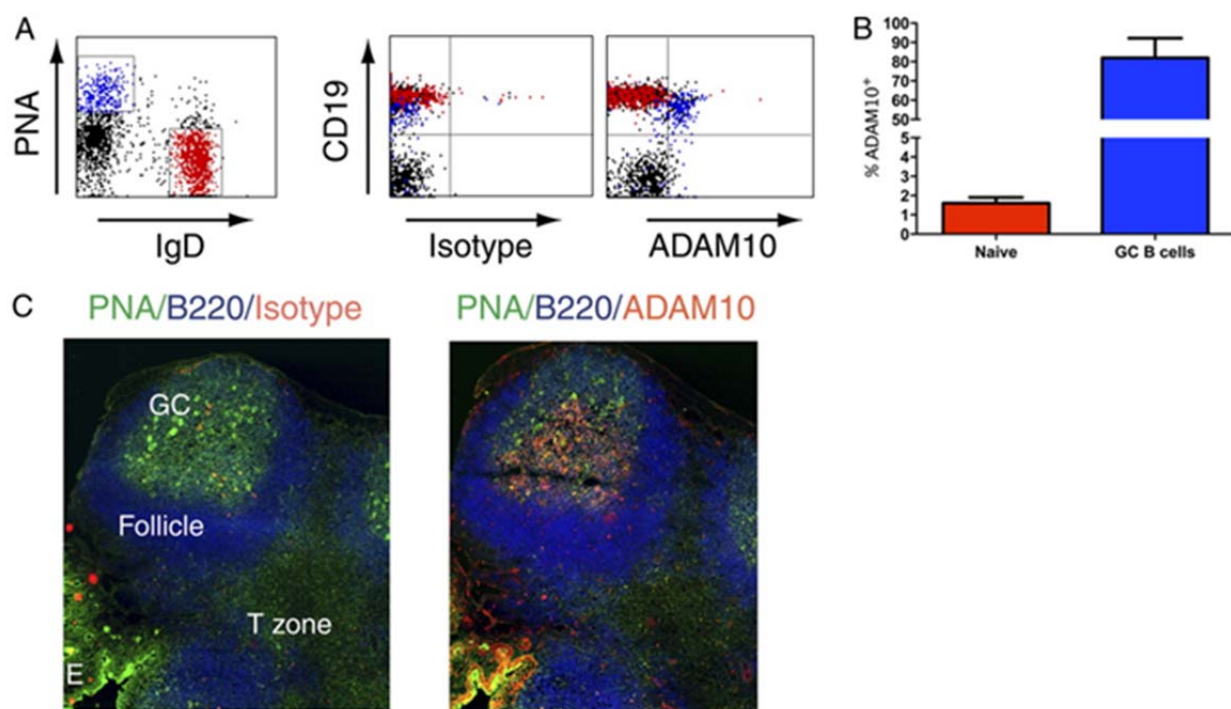 A
PNA
IgD
CD19
Isotype
ADAM10
B
% ADAM10⁺
100
90
80
70
60
50
5
4
3
2
1
0
Naive
GC B cells
C
PNA/B220/Isotype
PNA/B220/ADAM10
GC
Follicle
T zone
E